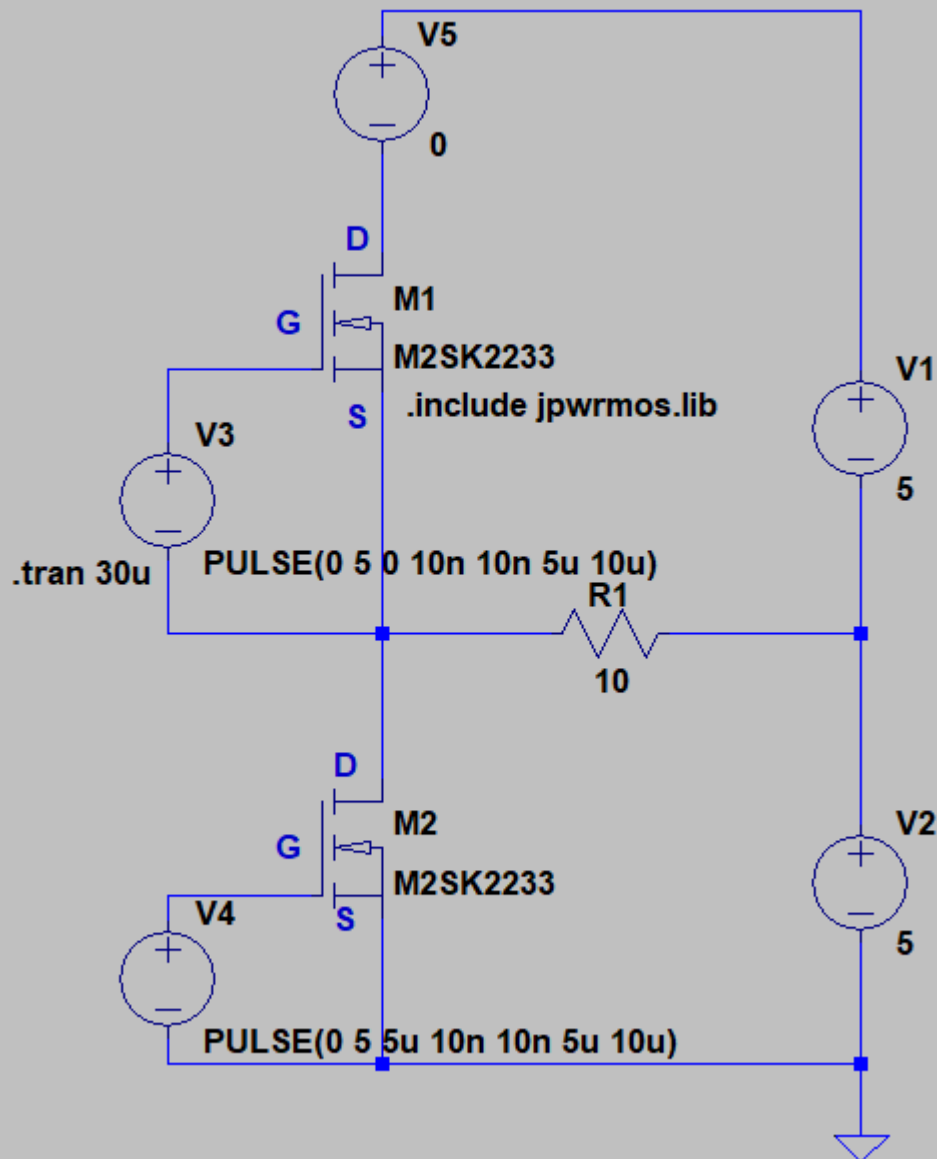 V5
0
D
M1
G
M2SK2233
V1
.include jpwrmos.lib
S
V3
5
PULSE(0 5 0 10n 10n 5u 10u)
.tran 30u
R1
10
D
M2
V2
G
M2SK2233
V4
S
5
PULSE(0 5 5u 10n 10n 5u 10u)